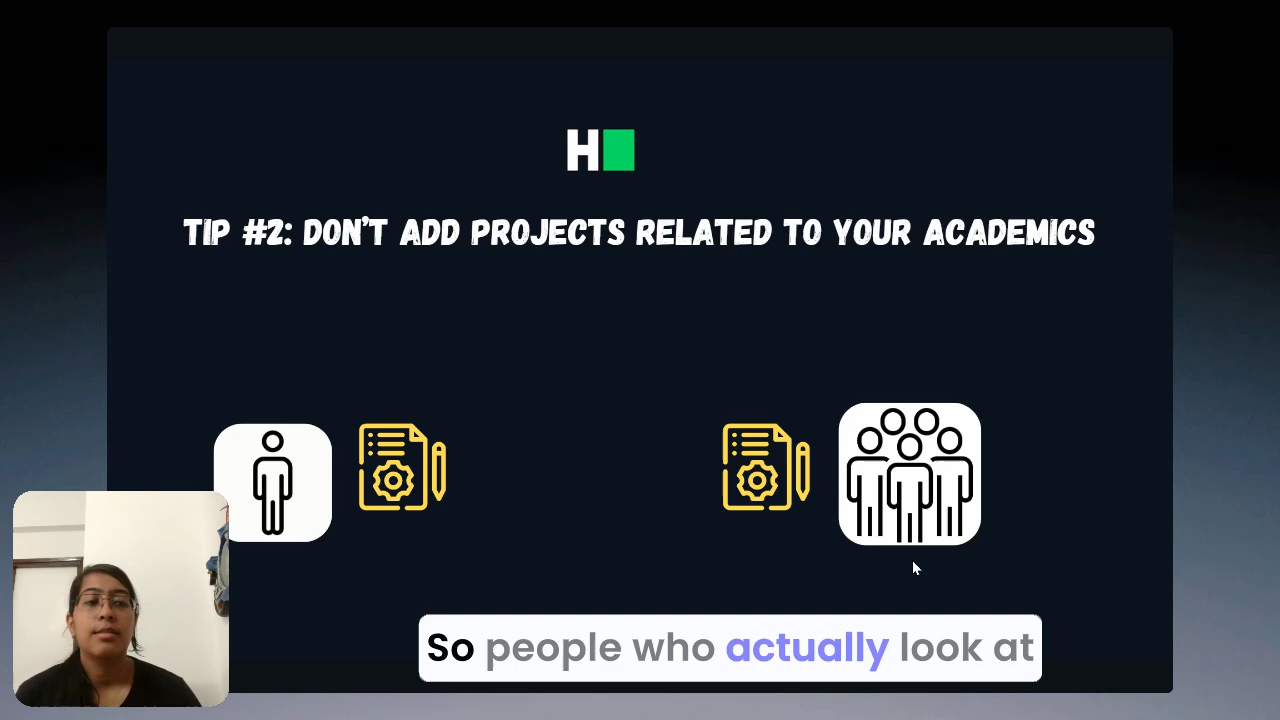 H
TIP #2: DON'T ADD PROJECTS RELATED TO YOUR ACADEMICS
So people who actually look at